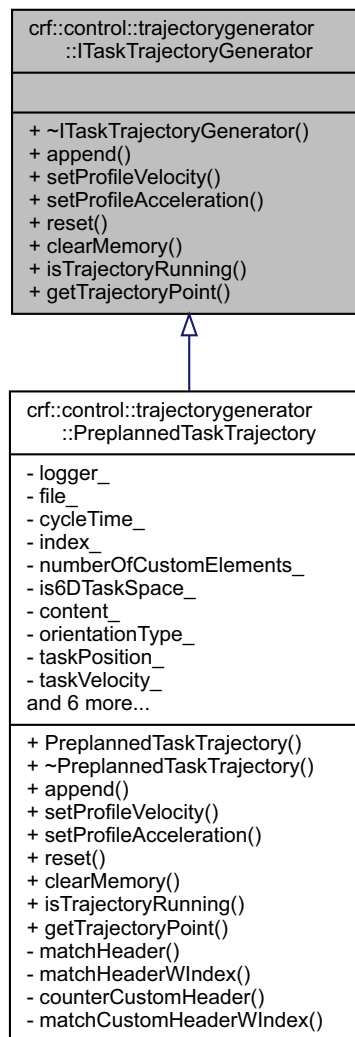 crf::control::trajectorygenerator
::ITaskTrajectoryGenerator
+ ~ITaskTrajectoryGenerator()
+ append()
+ setProfileVelocity()
+ setProfileAcceleration()
+ reset()
+ clearMemory()
+ isTrajectoryRunning()
+ getTrajectoryPoint()
crf::control::trajectorygenerator
::PreplannedTaskTrajectory
- logger_
- file_
- cycleTime_
- index_
- numberOfCustomElements_
- is6DTaskSpace_
- content_
- orientationType_
- taskPosition_
- taskVelocity_
and 6 more...
+ PreplannedTaskTrajectory()
+ ~PreplannedTaskTrajectory()
+ append()
+ setProfileVelocity()
+ setProfileAcceleration()
+ reset()
+ clearMemory()
+ isTrajectoryRunning()
+ getTrajectoryPoint()
- matchHeader()
- matchHeaderWIndex()
- counterCustomHeader()
- matchCustomHeaderWIndex()